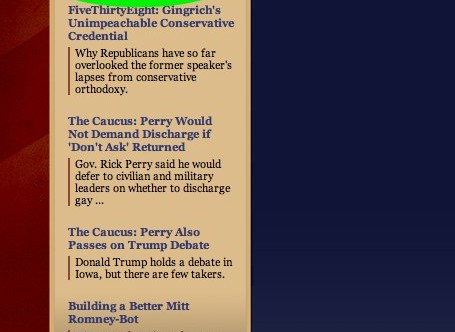 FiveThirtyEight: Gingrich's
Unimpeachable Conservative
Credential
Why Republicans have so far
overlooked the former speaker's
lapses from conservative
orthodoxy.
The Caucus: Perry Would
Not Demand Discharge if
'Don't Ask' Returned
Gov. Rick Perry said he would
defer to civilian and military
leaders on whether to discharge
gay ...
The Caucus: Perry Also
Passes on Trump Debate
Donald Trump holds a debate in
Iowa, but there are few takers.
Building a Better Mitt
Romney-Bot